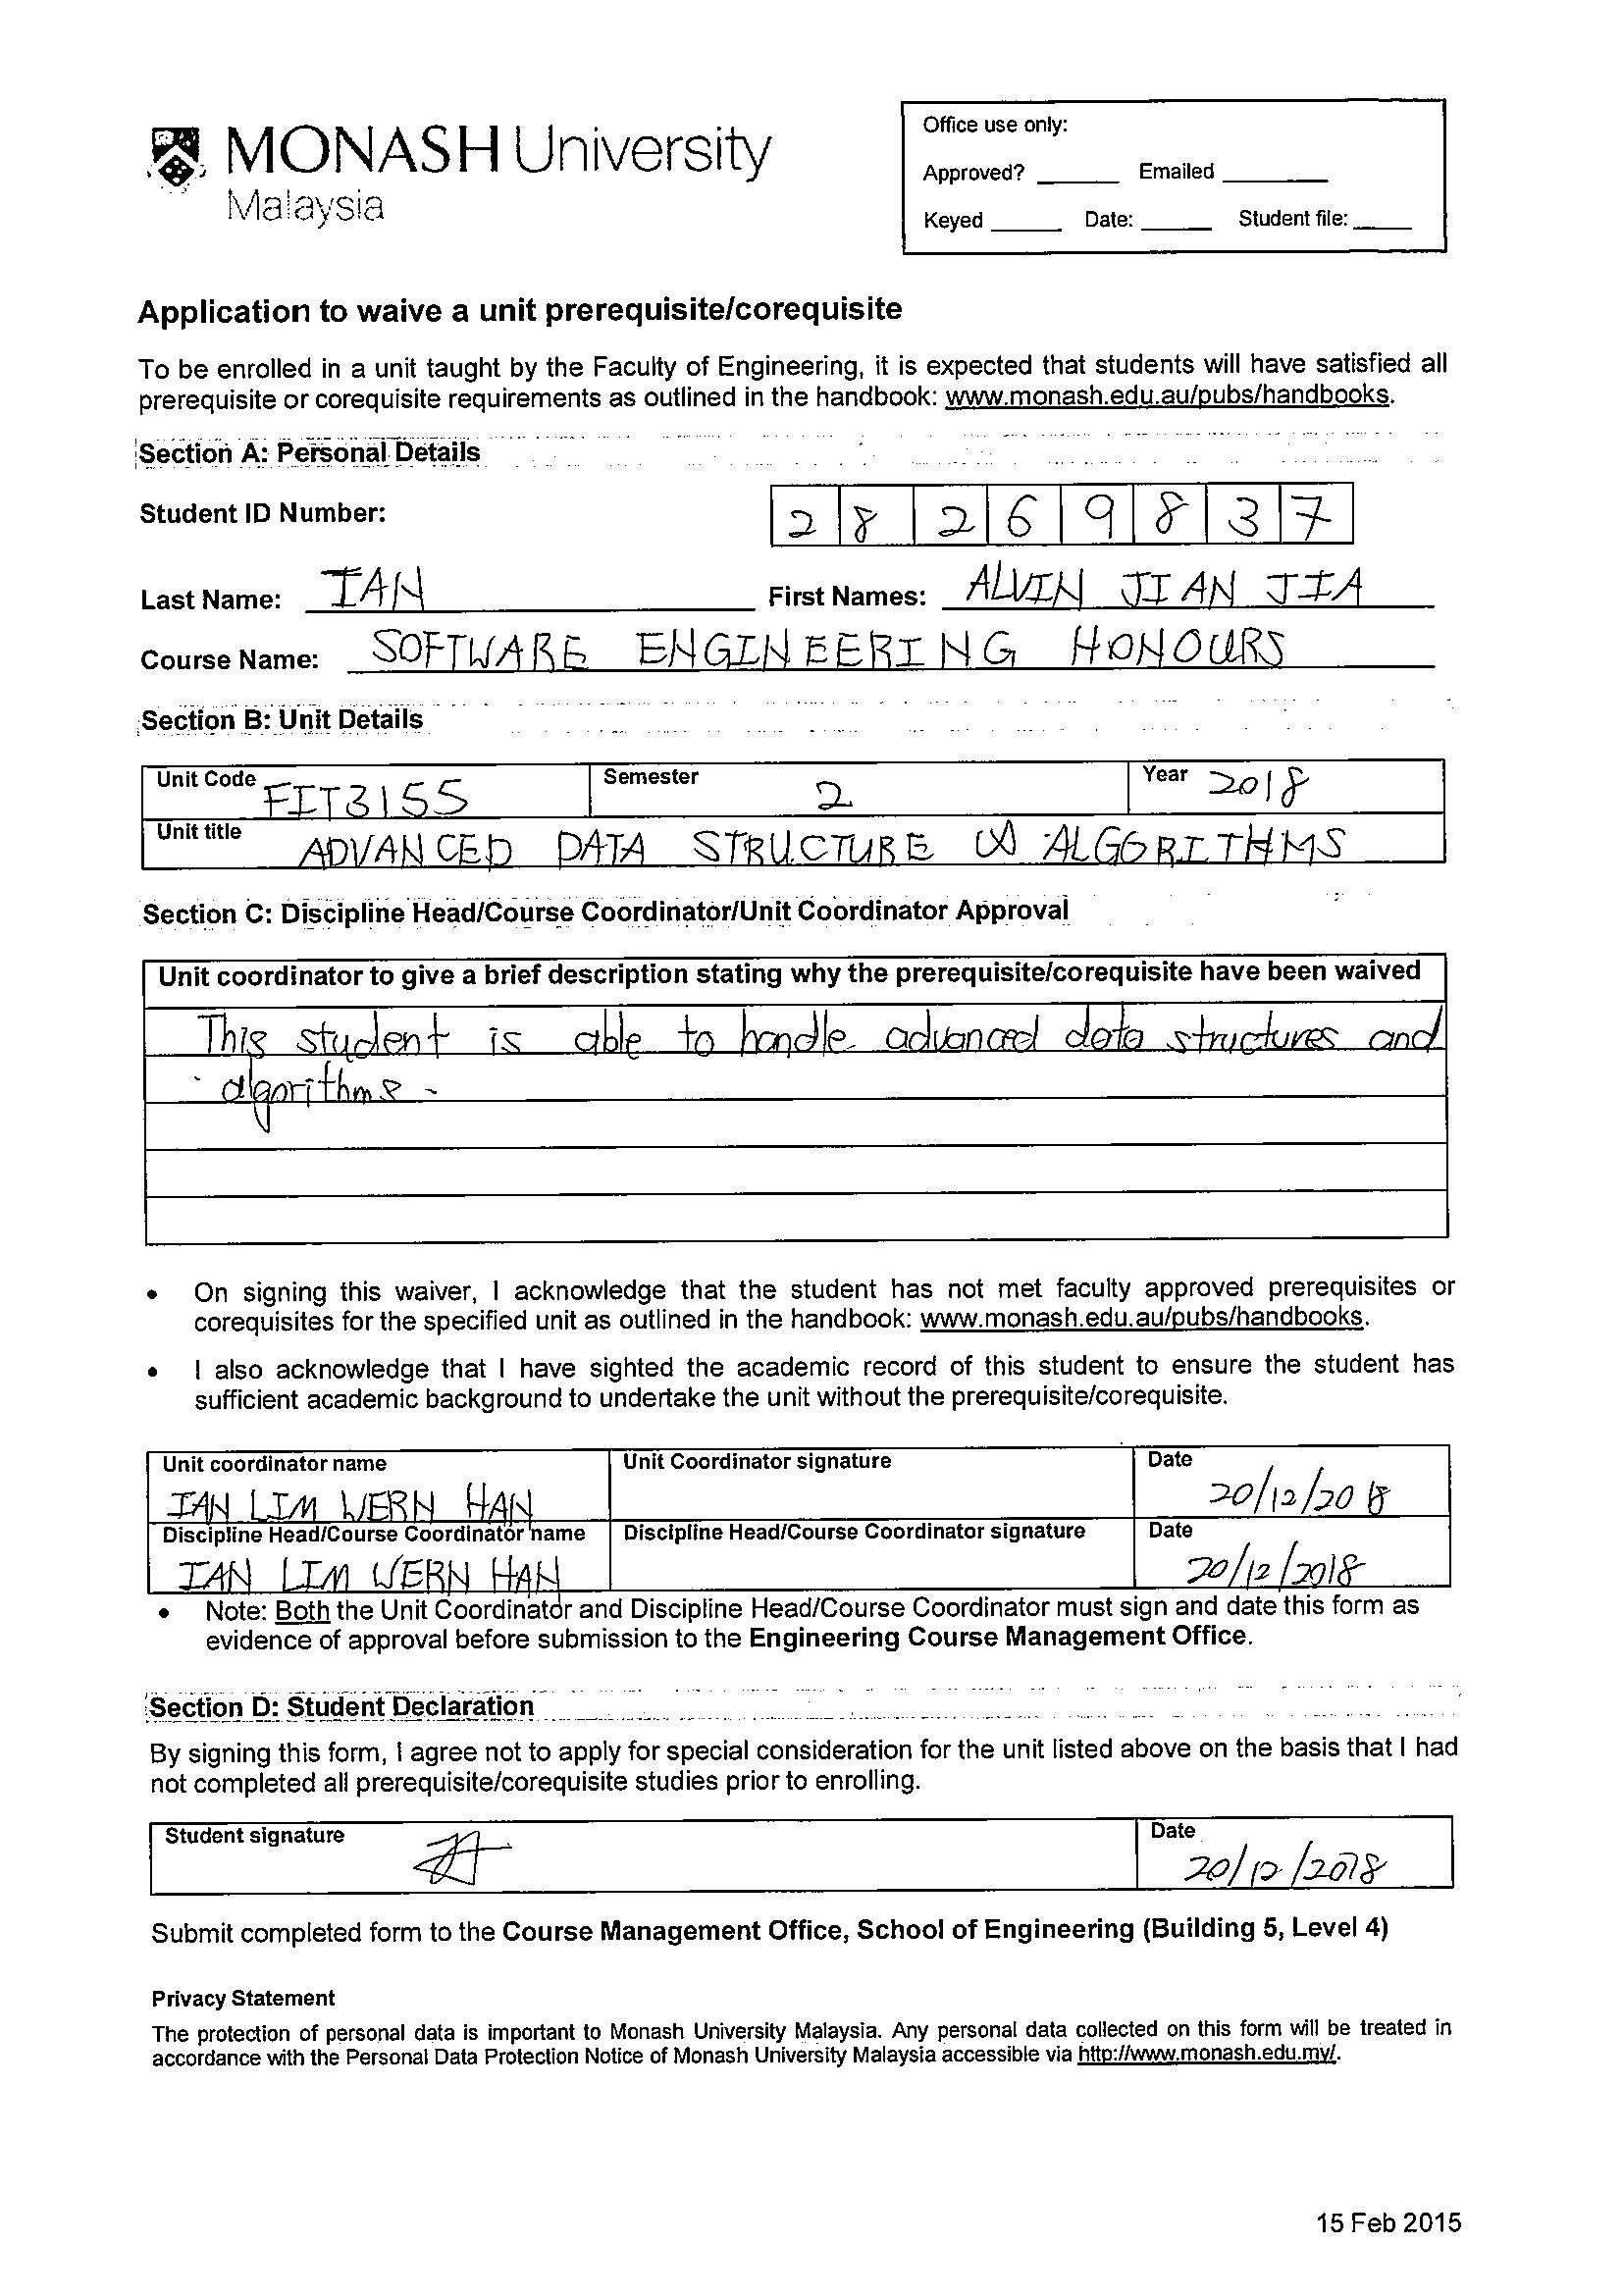 MONASH University
Malaysia
Office use only:
Approved? ______ Emailed ________
Keyed _____ Date: _____ Student file: ____
Application to waive a unit prerequisite/corequisite
To be enrolled in a unit taught by the Faculty of Engineering, it is expected that students will have satisfied all
prerequisite or corequisite requirements as outlined in the handbook: www.monash.edu.au/pubs/handbooks.
Section A: Personal Details
Student ID Number: 2 8 2 6 9 8 3 7
Last Name: IAN First Names: ALVIN JIAN JIA
Course Name: SOFTWARE ENGINEERING HONOURS
Section B: Unit Details
Unit Code FIT3155 Semester 2 Year 2018
Unit title ADVANCED DATA STRUCTURE & ALGORITHMS
Section C: Discipline Head/Course Coordinator/Unit Coordinator Approval
Unit coordinator to give a brief description stating why the prerequisite/corequisite have been waived
This student is able to handle advanced data structures and
algorithms.
• On signing this waiver, I acknowledge that the student has not met faculty approved prerequisites or
corequisites for the specified unit as outlined in the handbook: www.monash.edu.au/pubs/handbooks.
• I also acknowledge that I have sighted the academic record of this student to ensure the student has
sufficient academic background to undertake the unit without the prerequisite/corequisite.
Unit coordinator name Unit Coordinator signature Date
IAN LIM WERN HAN 20/12/2018
Discipline Head/Course Coordinator name Discipline Head/Course Coordinator signature Date
IAN LIM WERN HAN 20/12/2018
• Note: Both the Unit Coordinator and Discipline Head/Course Coordinator must sign and date this form as
evidence of approval before submission to the Engineering Course Management Office.
Section D: Student Declaration
By signing this form, I agree not to apply for special consideration for the unit listed above on the basis that I had
not completed all prerequisite/corequisite studies prior to enrolling.
Student signature Date
20/12/2018
Submit completed form to the Course Management Office, School of Engineering (Building 5, Level 4)
Privacy Statement
The protection of personal data is important to Monash University Malaysia. Any personal data collected on this form will be treated in
accordance with the Personal Data Protection Notice of Monash University Malaysia accessible via http://www.monash.edu.my/.
15 Feb 2015